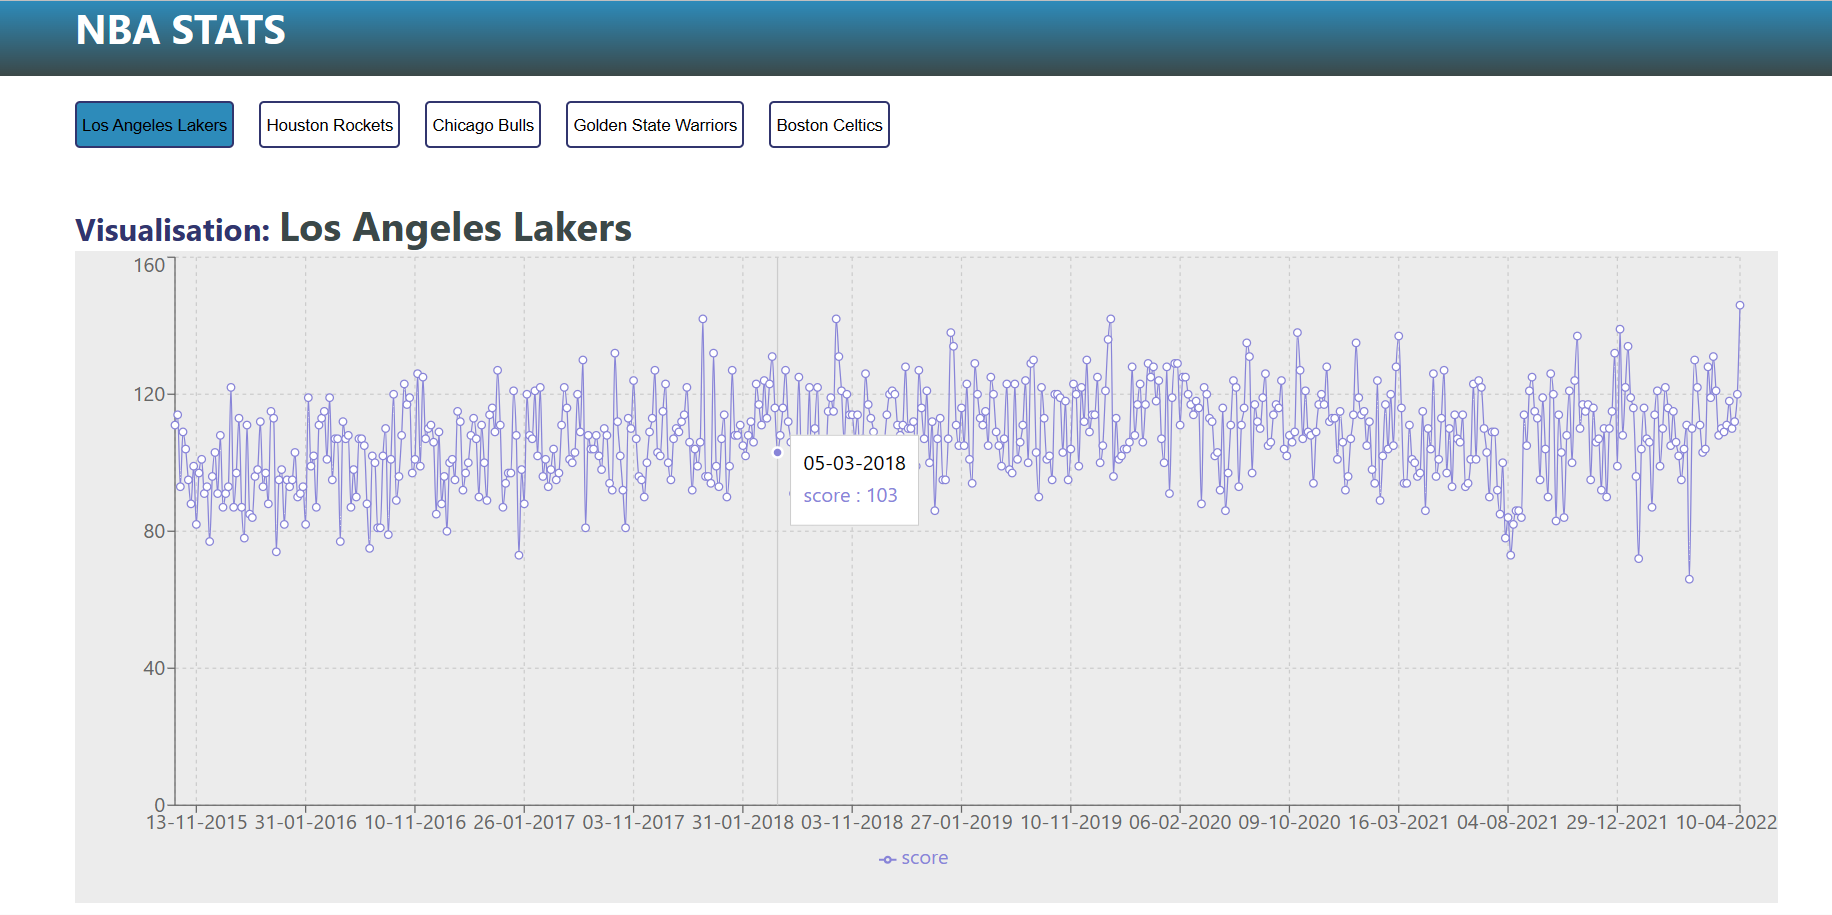 NBA STATS
Los Angeles Lakers
Houston Rockets
Chicago Bulls
Golden State Warriors
Boston Celtics
Visualisation: Los Angeles Lakers
160
120
80
40
0
05-03-2018
score : 103
13-11-2015 31-01-2016 10-11-2016 26-01-2017 03-11-2017 31-01-2018 03-11-2018 27-01-2019 10-11-2019 06-02-2020 09-10-2020 16-03-2021 04-08-2021 29-12-2021 10-04-2022
score